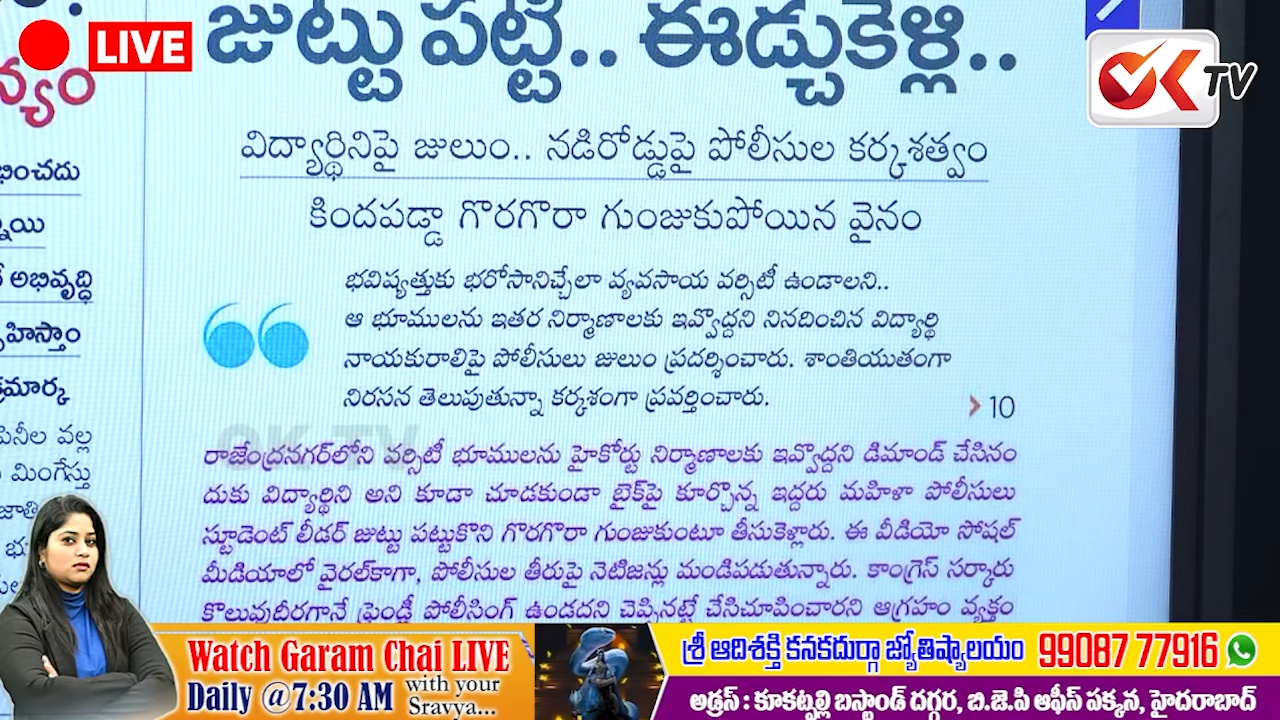 LIVE
జుట్టు పట్టి.. ఈడ్చుకెళ్లి..
OK TV
విద్యార్థినిపై జులుం.. నడిరోడ్డుపై పోలీసుల కర్కశత్వం
కిందపడ్డా గొరగొరా గుంజుకుపోయిన వైనం
భవిష్యత్తుకు భరోసానిచ్చేలా వ్యవసాయ వర్సిటీ ఉండాలని..
ఆ భూములను ఇతర నిర్మాణాలకు ఇవ్వొద్దని నినదించిన విద్యార్థి
నాయకురాలిపై పోలీసులు జులుం ప్రదర్శించారు. శాంతియుతంగా
నిరసన తెలుపుతున్నా కర్కశంగా ప్రవర్తించారు.
> 10
రాజేంద్రనగర్‌లోని వర్సిటీ భూములను హైకోర్టు నిర్మాణాలకు ఇవ్వొద్దని డిమాండ్ చేసినం
దుకు విద్యార్థిని అని కూడా చూడకుండా బైక్‌పై కూర్చొన్న ఇద్దరు మహిళా పోలీసులు
స్టూడెంట్ లీడర్ జుట్టు పట్టుకొని గొరగొరా గుంజుకుంటూ తీసుకెళ్లారు. ఈ వీడియో సోషల్
మీడియాలో వైరల్‌కాగా, పోలీసుల తీరుపై నెటిజన్లు మండిపడుతున్నారు. కాంగ్రెస్ సర్కారు
కొలువుదీరగానే ఫ్రెండ్లీ పోలీసింగ్ ఉండదని చెప్పినట్టే చేసిచూపించారని ఆగ్రహం వ్యక్తం
అభివృద్ధి
Watch Garam Chai LIVE
Daily @7:30 AM with your Sravya...
శ్రీ ఆదిశక్తి కనకదుర్గా జ్యోతిష్యాలయం 99087 77916
అడ్రస్ : కూకట్పల్లి బస్టాండ్ దగ్గర, బి.జె.పి ఆఫీస్ పక్కన, హైదరాబాద్